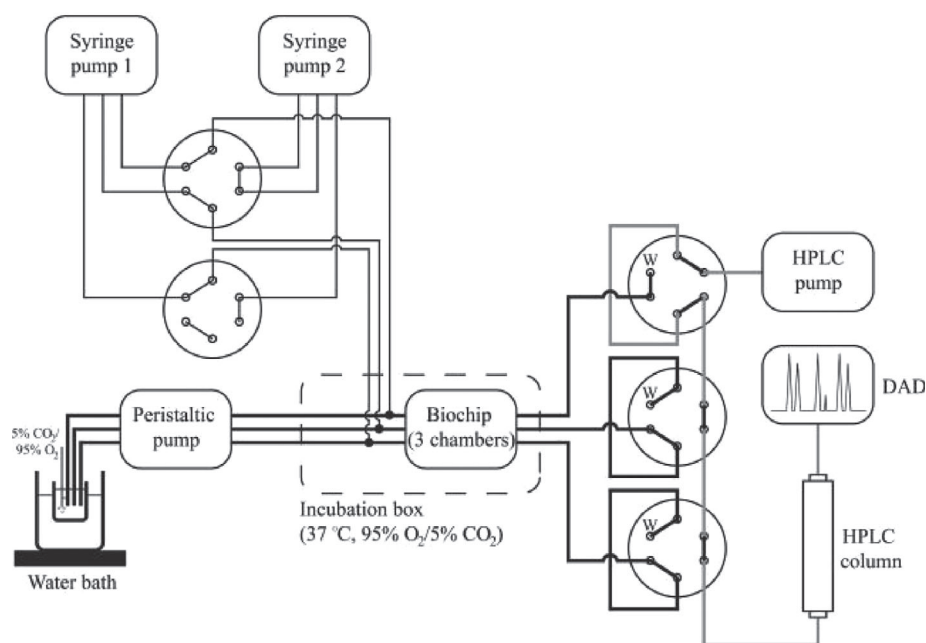 Syringe
pump 1
Syringe
pump 2
W
HPLC
pump
W
DAD
Peristaltic
pump
Biochip
(3 chambers)
5% CO₂/
95% O₂
Incubation box
(37 °C, 95% O₂/5% CO₂)
W
HPLC
column
Water bath